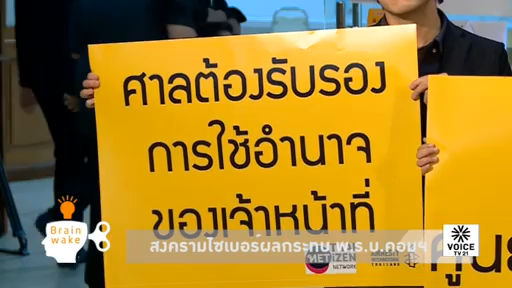 ศาลต้องรับรอง
การใช้อำนาจ
ของเจ้าหน้าที่
Brain
wake
สงครามไซเบอร์ผลกระทบ พ.ร.บ.คอมฯ
NETIZEN
NETWORK
VOICE
TV 21